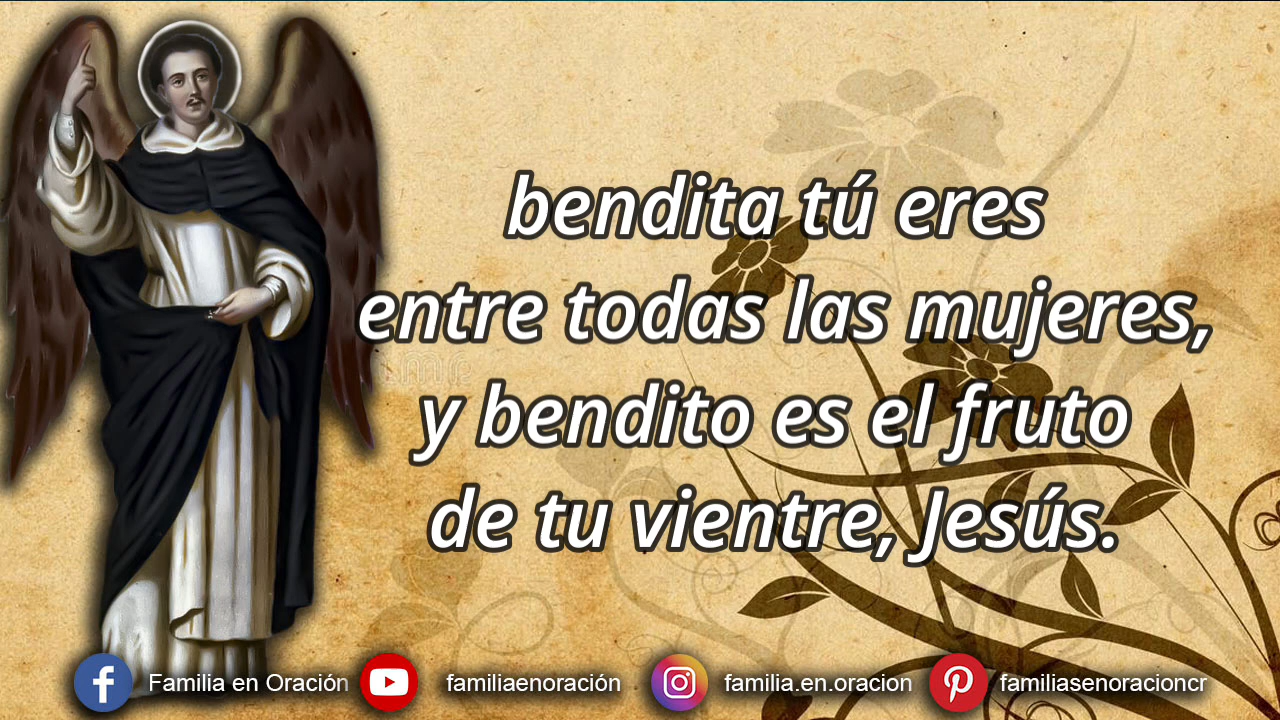 bendita tú eres
entre todas las mujeres,
y bendito es el fruto
de tu vientre, Jesús.
Familia en Oración
familiaenoración
familia.en.oracion
familiasenoracioncr